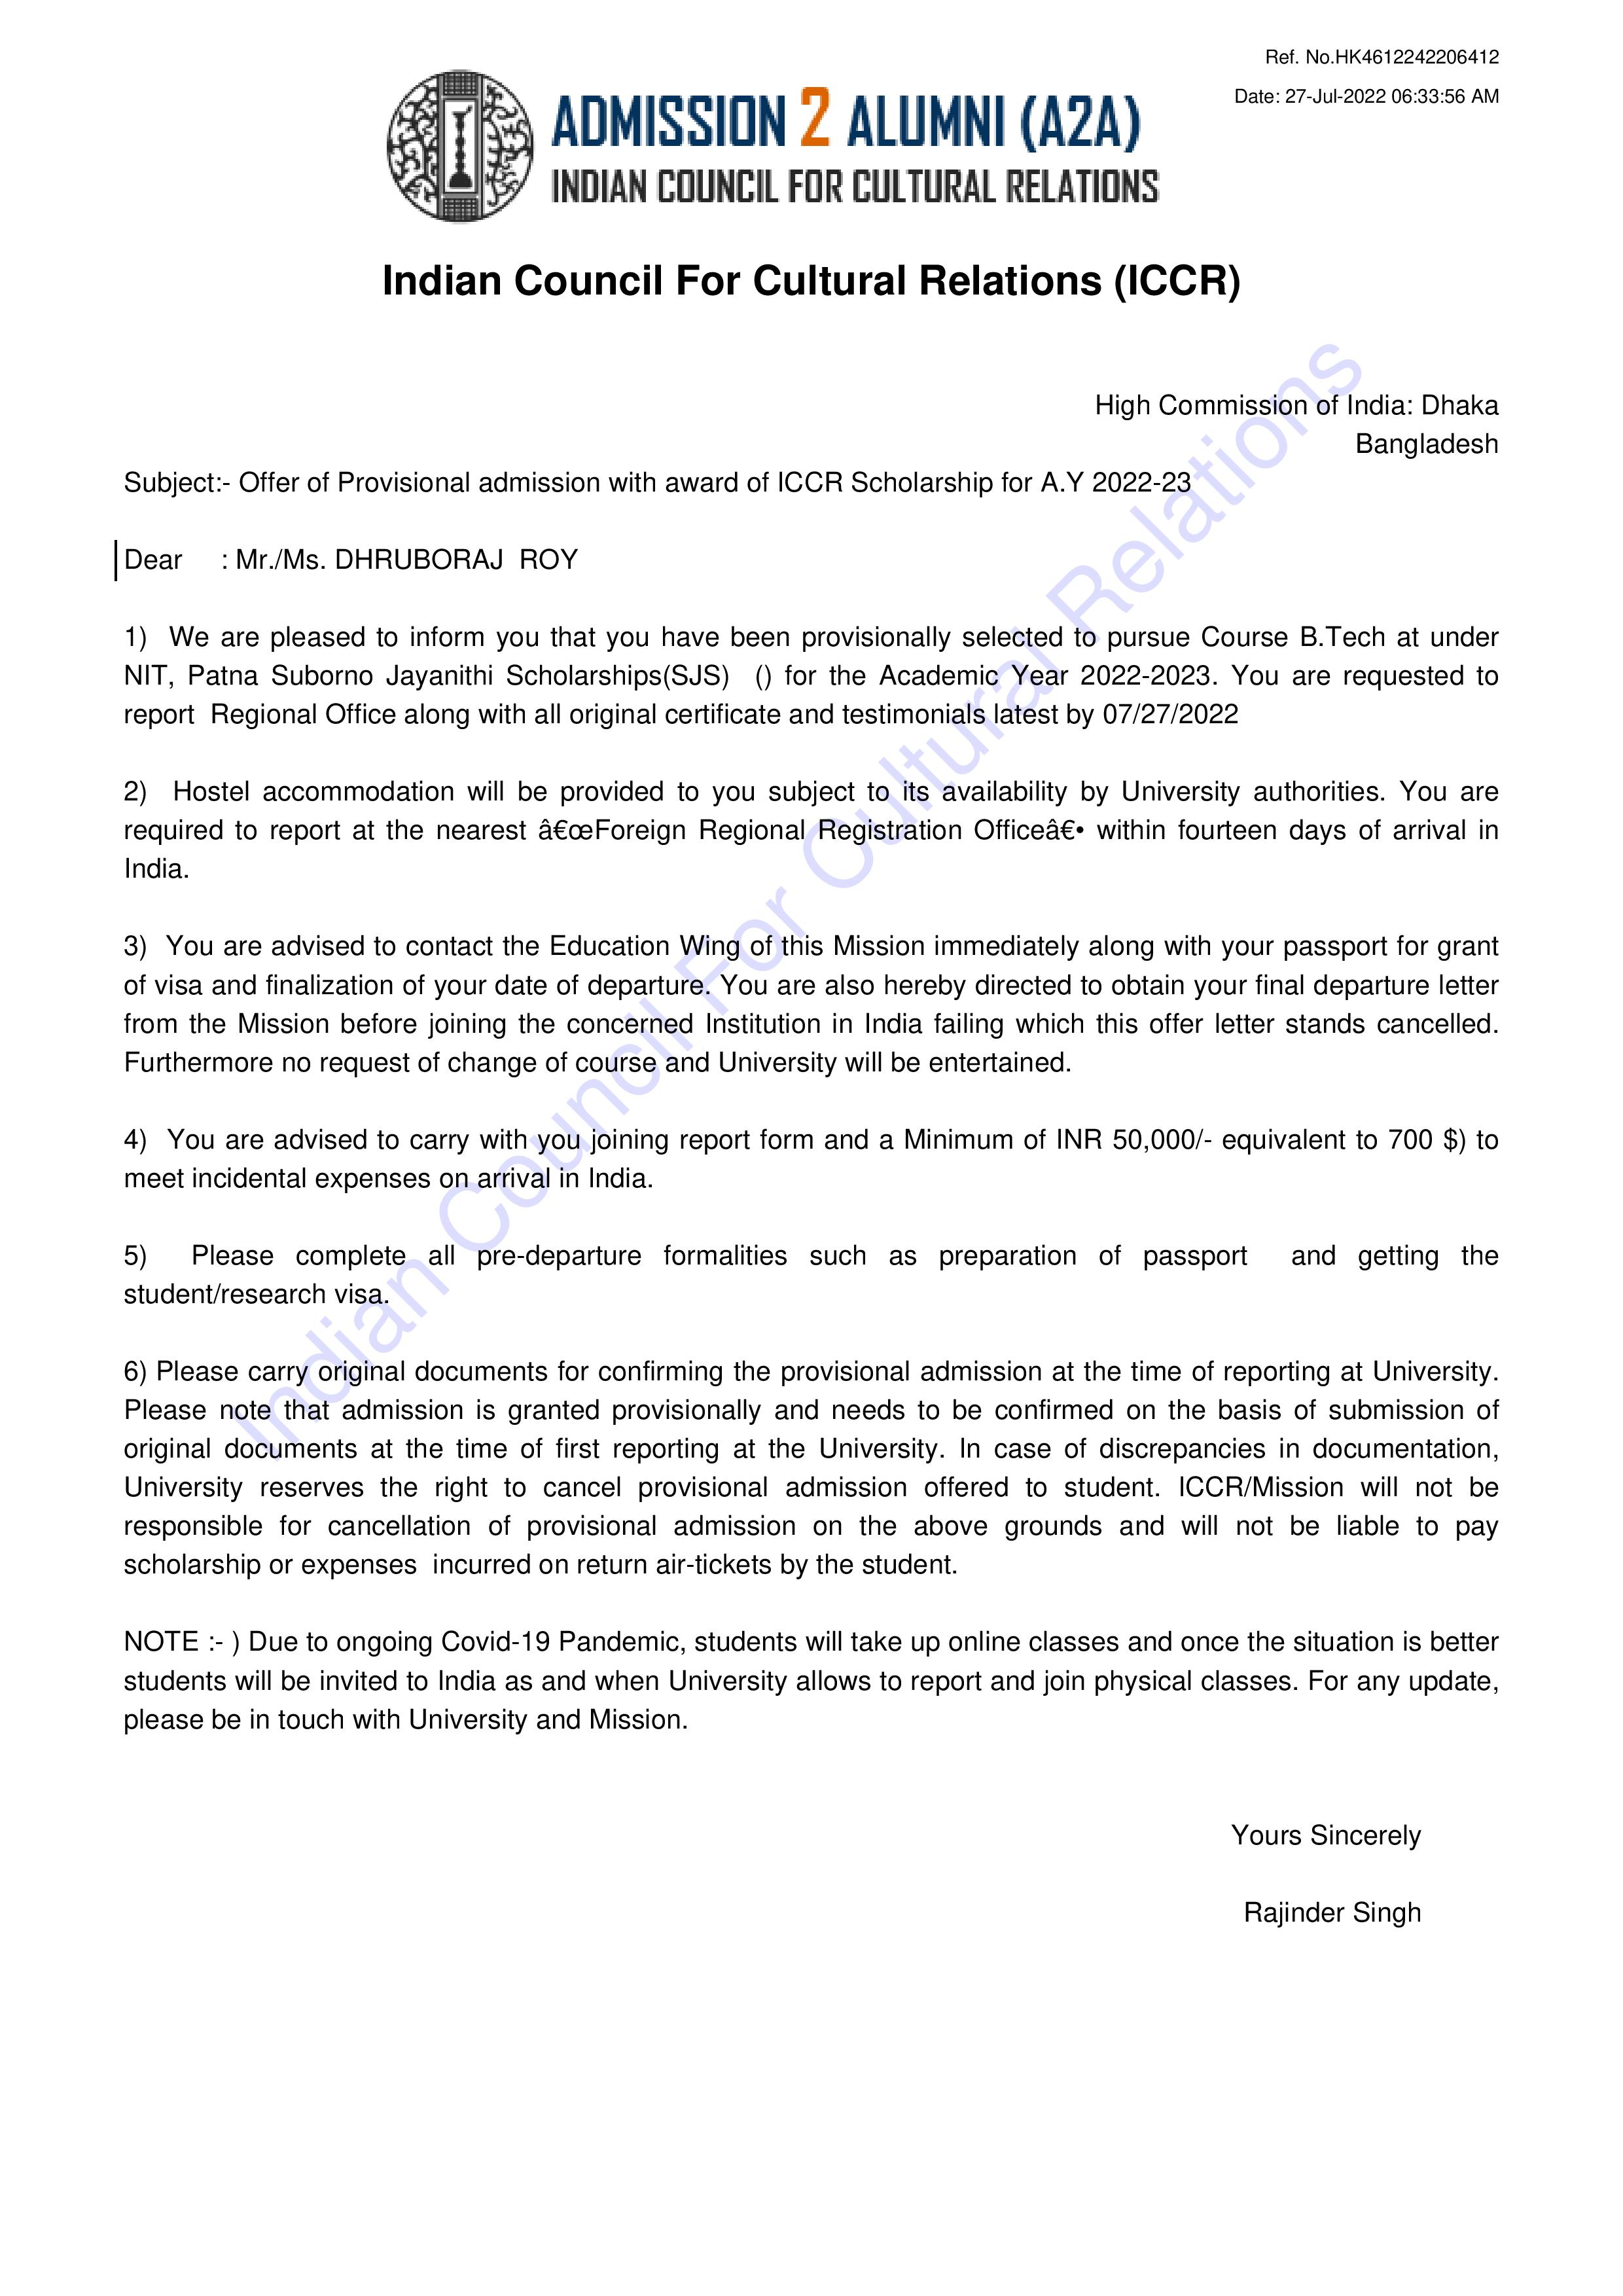 Ref. No.HK4612242206412
Date: 27-Jul-2022 06:33:56 AM
ADMISSION 2 ALUMNI (A2A)
INDIAN COUNCIL FOR CULTURAL RELATIONS
Indian Council For Cultural Relations (ICCR)
High Commission of India: Dhaka
Bangladesh
Subject:- Offer of Provisional admission with award of ICCR Scholarship for A.Y 2022-23
Dear : Mr./Ms. DHRUBORAJ ROY
1) We are pleased to inform you that you have been provisionally selected to pursue Course B.Tech at under
NIT, Patna Suborno Jayanithi Scholarships(SJS) () for the Academic Year 2022-2023. You are requested to
report Regional Office along with all original certificate and testimonials latest by 07/27/2022
2) Hostel accommodation will be provided to you subject to its availability by University authorities. You are
required to report at the nearest â€œForeign Regional Registration Officeâ€• within fourteen days of arrival in
India.
3) You are advised to contact the Education Wing of this Mission immediately along with your passport for grant
of visa and finalization of your date of departure. You are also hereby directed to obtain your final departure letter
from the Mission before joining the concerned Institution in India failing which this offer letter stands cancelled.
Furthermore no request of change of course and University will be entertained.
4) You are advised to carry with you joining report form and a Minimum of INR 50,000/- equivalent to 700 $) to
meet incidental expenses on arrival in India.
5) Please complete all pre-departure formalities such as preparation of passport and getting the
student/research visa.
6) Please carry original documents for confirming the provisional admission at the time of reporting at University.
Please note that admission is granted provisionally and needs to be confirmed on the basis of submission of
original documents at the time of first reporting at the University. In case of discrepancies in documentation,
University reserves the right to cancel provisional admission offered to student. ICCR/Mission will not be
responsible for cancellation of provisional admission on the above grounds and will not be liable to pay
scholarship or expenses incurred on return air-tickets by the student.
NOTE :- ) Due to ongoing Covid-19 Pandemic, students will take up online classes and once the situation is better
students will be invited to India as and when University allows to report and join physical classes. For any update,
please be in touch with University and Mission.
Yours Sincerely
Rajinder Singh
Indian Council For Cultural Relations